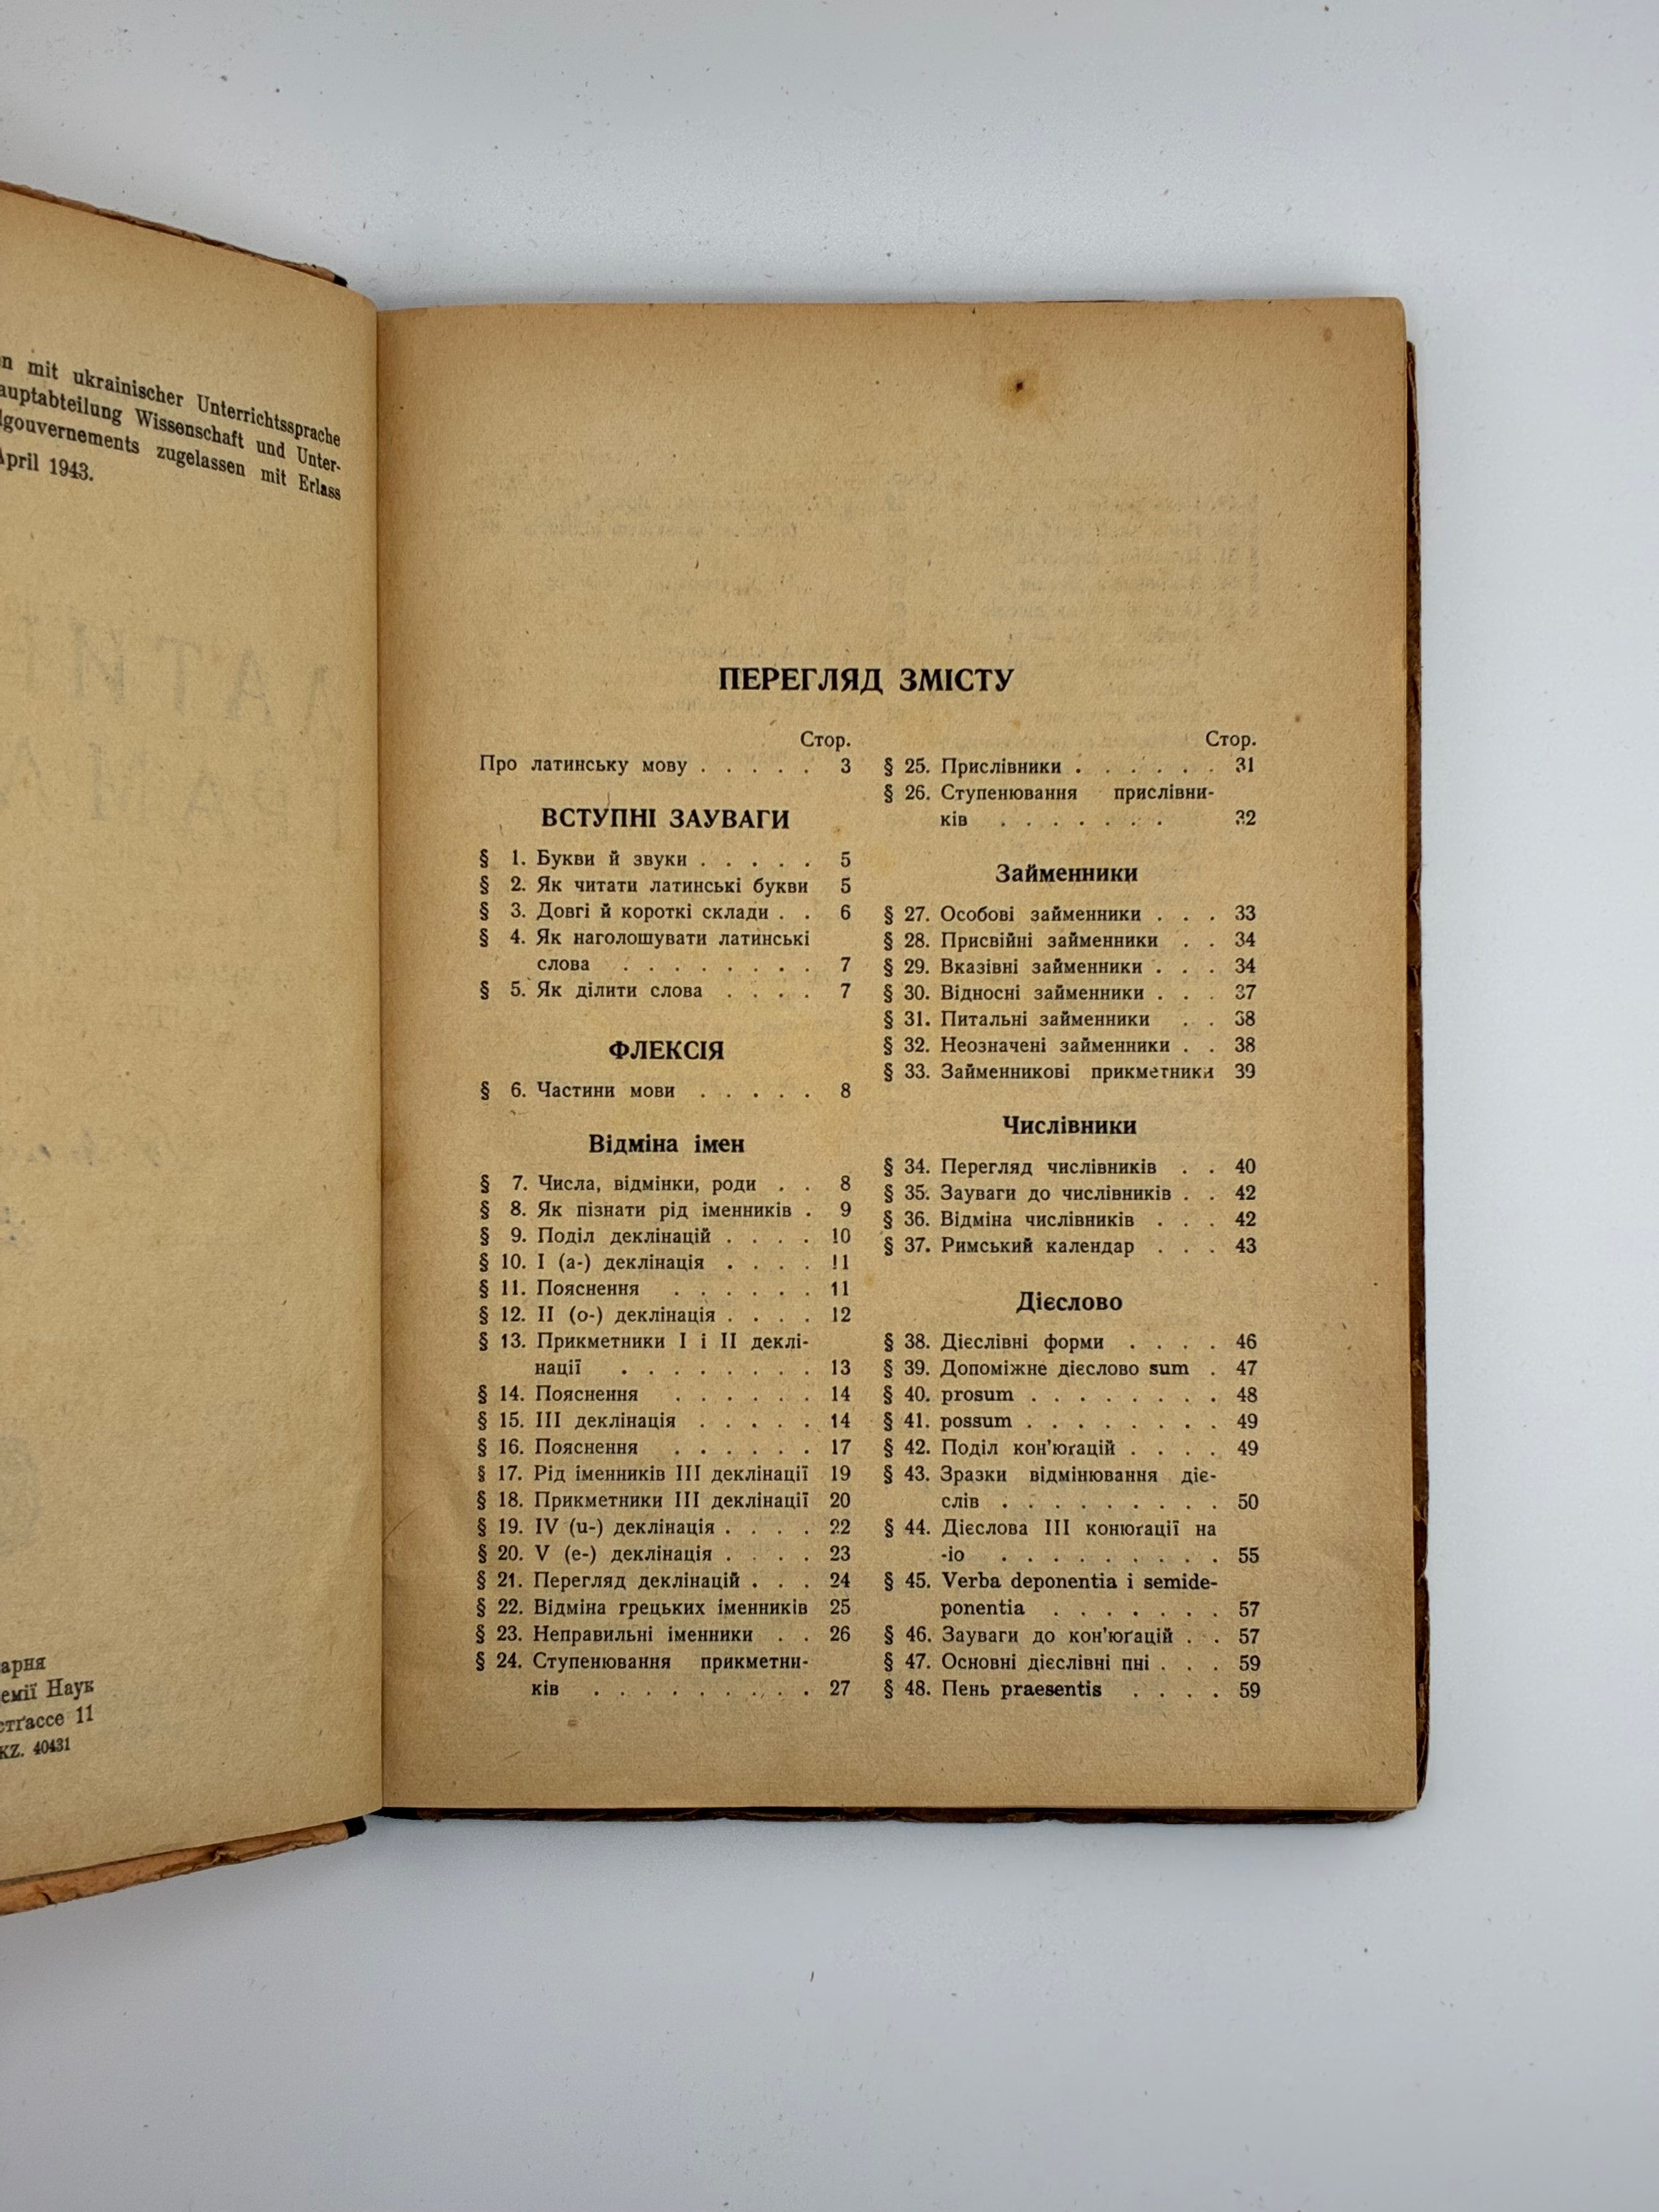 n mit ukrainischer Unterrichtssprache
auptabteilung Wissenschaft und Unter-
lgouvernements zugelassen mit Erlass
April 1943.
арня
емії Наук
стґассе 11
KZ. 40431
ПЕРЕГЛЯД ЗМІСТУ
Стор.
Про латинську мову . . . . . 3
ВСТУПНІ ЗАУВАГИ
§ 1. Букви й звуки . . . . . 5
§ 2. Як читати латинські букви 5
§ 3. Довгі й короткі склади . . 6
§ 4. Як наголошувати латинські
слова . . . . . . . . 7
§ 5. Як ділити слова . . . . 7
ФЛЕКСІЯ
§ 6. Частини мови . . . . . 8
Відміна імен
§ 7. Числа, відмінки, роди . . 8
§ 8. Як пізнати рід іменників . 9
§ 9. Поділ деклінацій . . . . 10
§ 10. I (а-) деклінація . . . . 11
§ 11. Пояснення . . . . . . 11
§ 12. II (о-) деклінація . . . . 12
§ 13. Прикметники I і II деклі-
нації . . . . . . . . 13
§ 14. Пояснення . . . . . . 14
§ 15. III деклінація . . . . . 14
§ 16. Пояснення . . . . . . 17
§ 17. Рід іменників III деклінації 19
§ 18. Прикметники III деклінації 20
§ 19. IV (u-) деклінація . . . . 22
§ 20. V (е-) деклінація . . . . 23
§ 21. Перегляд деклінацій . . . 24
§ 22. Відміна грецьких іменників 25
§ 23. Неправильні іменники . . 26
§ 24. Ступенювання прикметни-
ків . . . . . . . . . 27
Стор.
§ 25. Прислівники . . . . . . 31
§ 26. Ступенювання прислівни-
ків . . . . . . . 32
Займенники
§ 27. Особові займенники . . . 33
§ 28. Присвійні займенники . . 34
§ 29. Вказівні займенники . . . 34
§ 30. Відносні займенники . . . 37
§ 31. Питальні займенники . . 38
§ 32. Неозначені займенники . . 38
§ 33. Займенникові прикметники 39
Числівники
§ 34. Перегляд числівників . . 40
§ 35. Зауваги до числівників . . 42
§ 36. Відміна числівників . . . 42
§ 37. Римський календар . . . 43
Дієслово
§ 38. Дієслівні форми . . . . 46
§ 39. Допоміжне дієслово sum . 47
§ 40. prosum . . . . . . . . 48
§ 41. possum . . . . . . . . 49
§ 42. Поділ кон'юґацій . . . . 49
§ 43. Зразки відмінювання діє-
слів . . . . . . . . . 50
§ 44. Дієслова III конюґації на
-io . . . . . . . . . 55
§ 45. Verba deponentia і semide-
ponentia . . . . . . . 57
§ 46. Зауваги до кон'юґацій . . 57
§ 47. Основні дієслівні пні . . . 59
§ 48. Пень praesentis . . . . 59